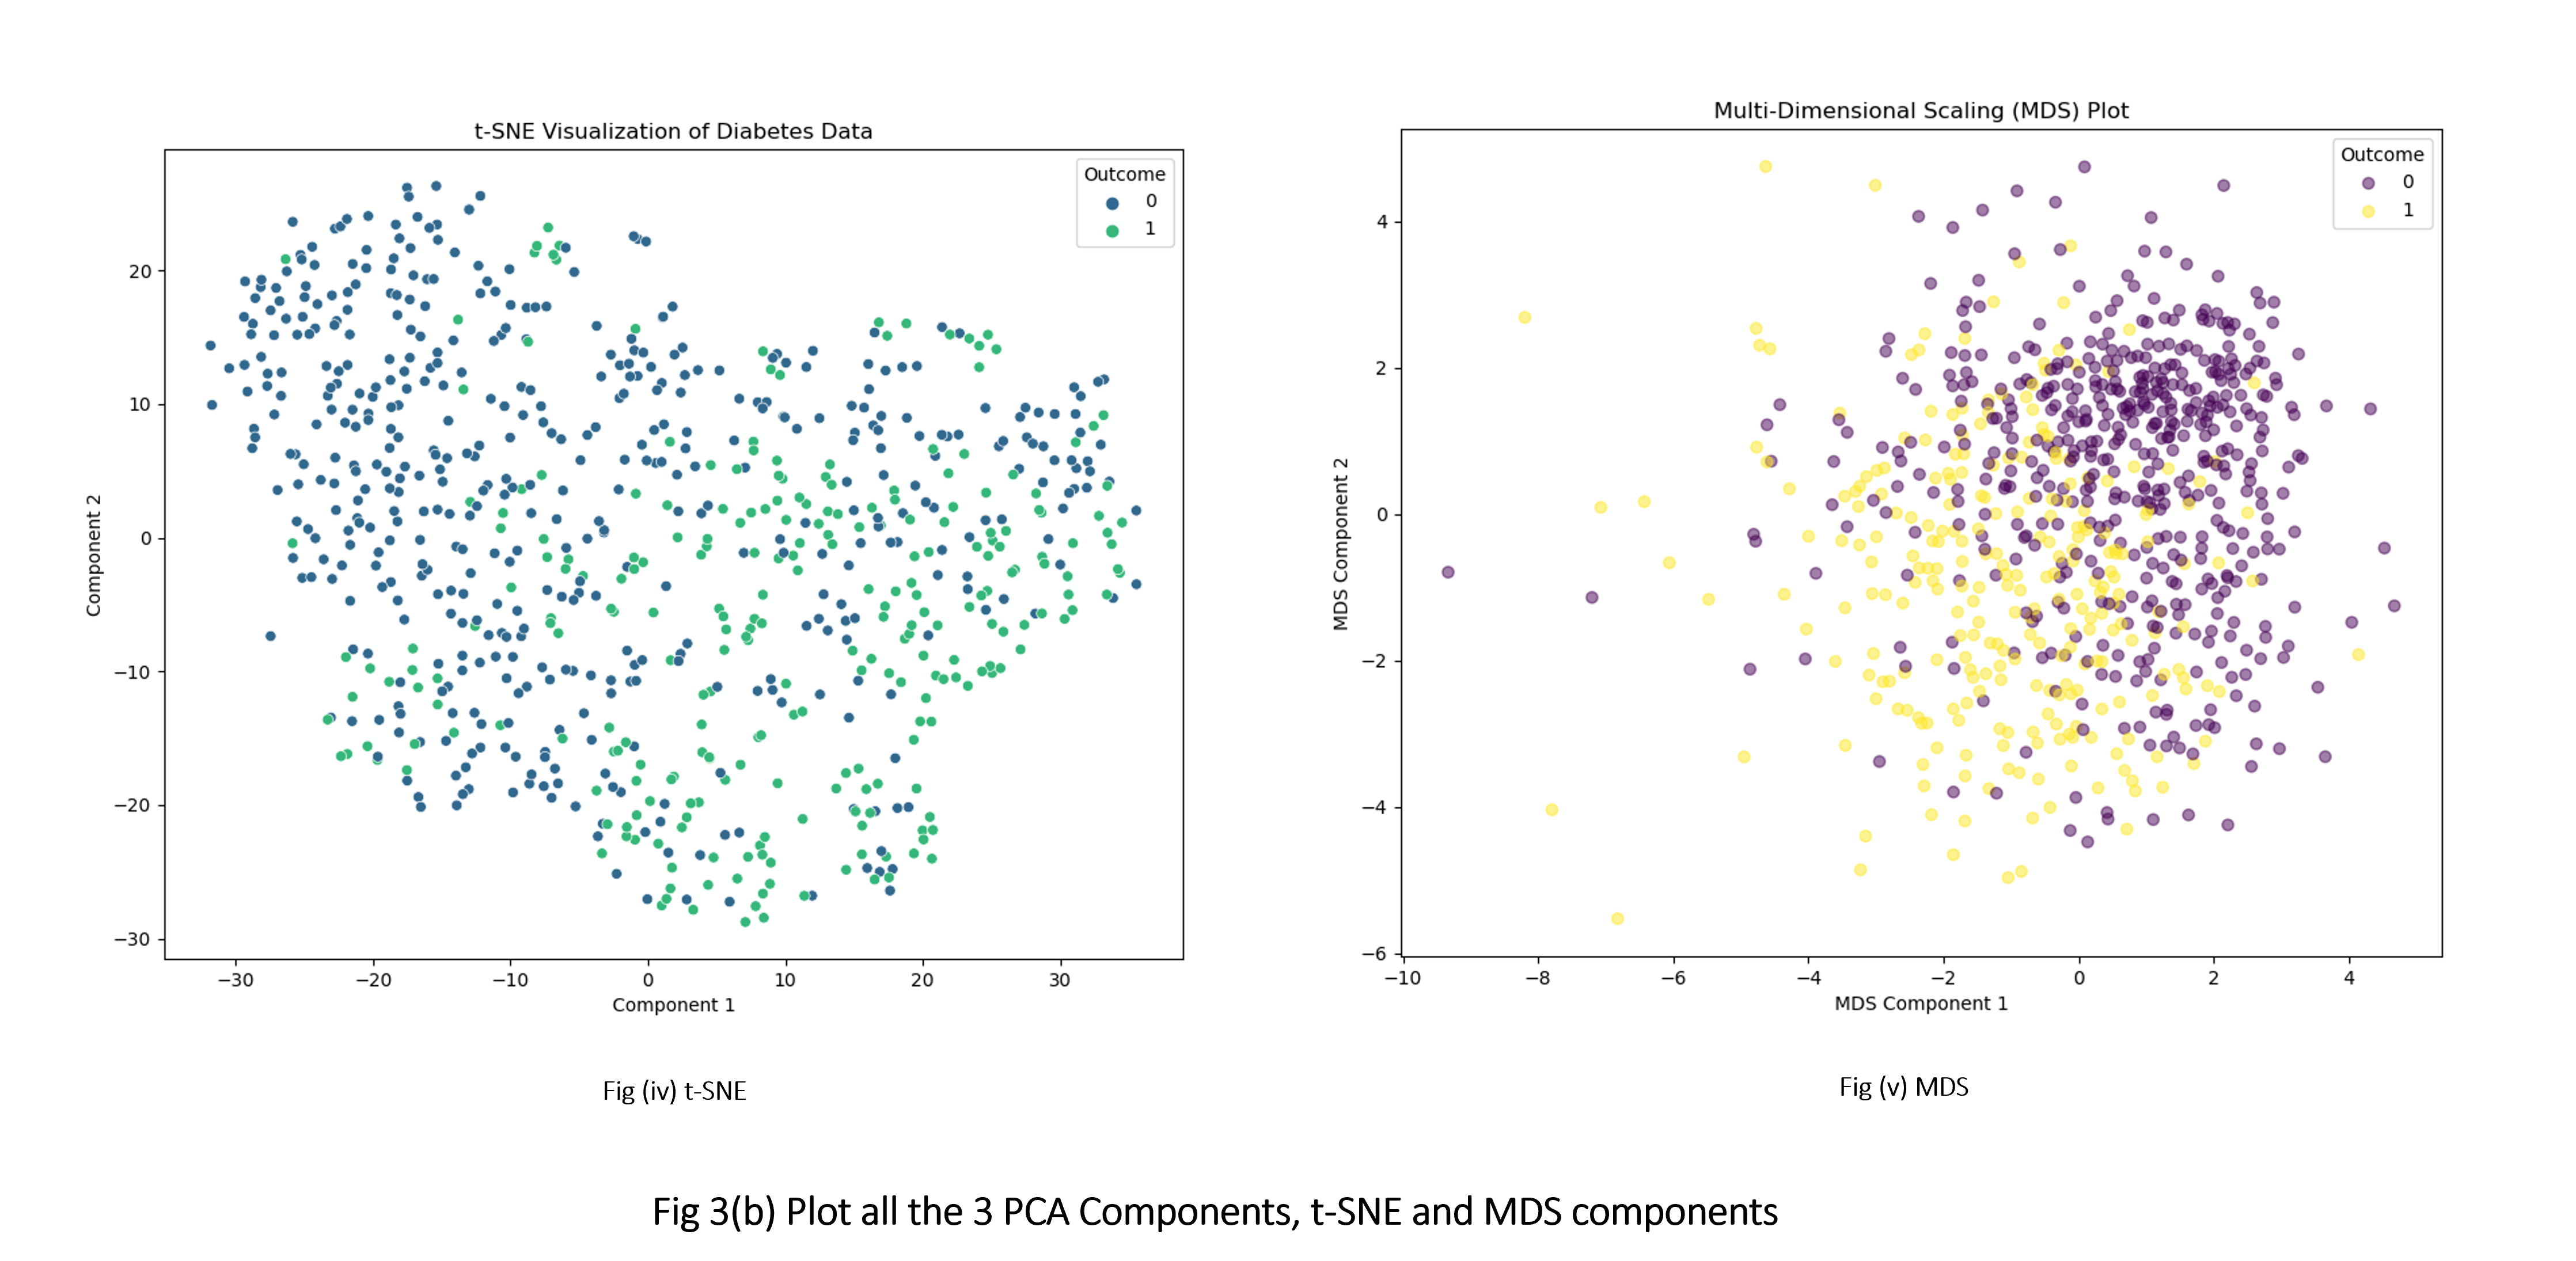 t-SNE Visualization of Diabetes Data
Outcome
0
1
20
10
0
−10
−20
−30
Component 2
−30 −20 −10 0 10 20 30
Component 1
Fig (iv) t-SNE
Multi-Dimensional Scaling (MDS) Plot
Outcome
0
1
4
2
0
−2
−4
−6
MDS Component 2
−10 −8 −6 −4 −2 0 2 4
MDS Component 1
Fig (v) MDS
Fig 3(b) Plot all the 3 PCA Components, t-SNE and MDS components